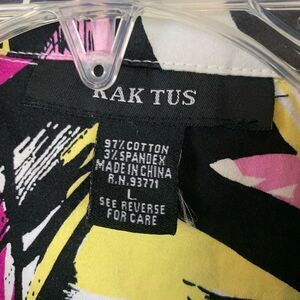 KAK TUS
97% COTTON
3% SPANDEX
MADE IN CHINA
R.N. 93771
L
SEE REVERSE
FOR CARE